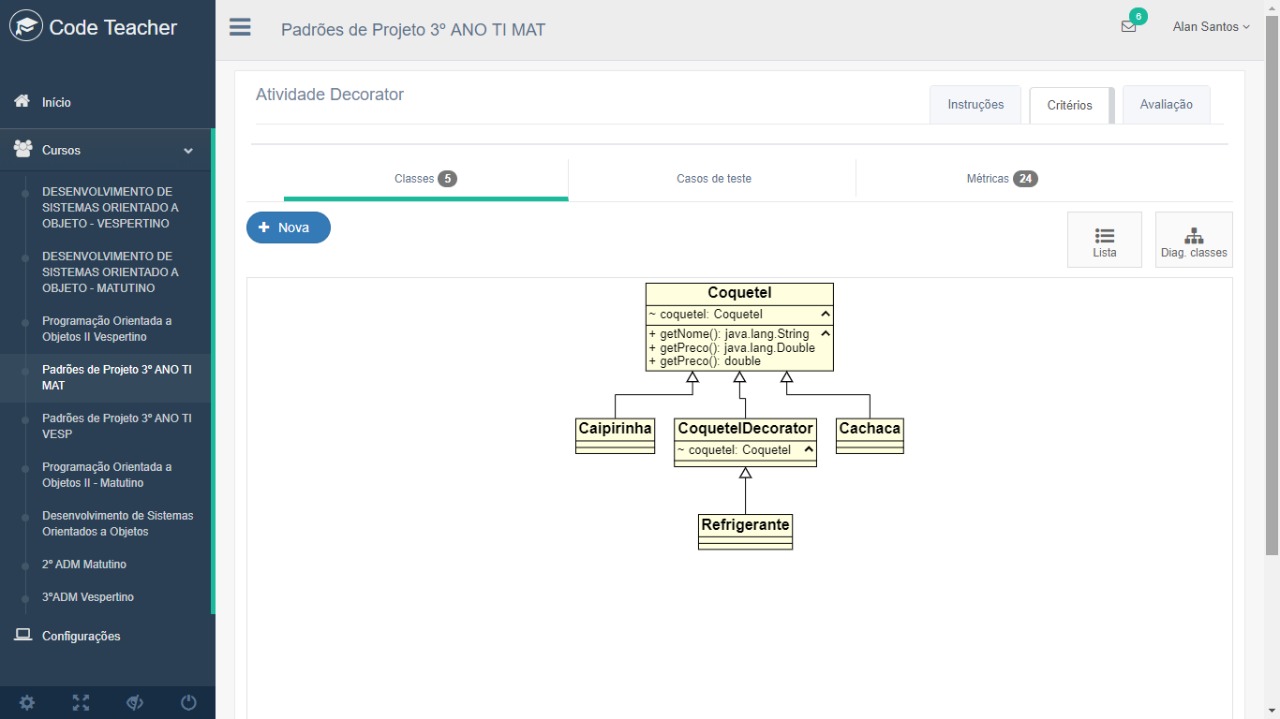 Code Teacher
Início
Cursos
DESENVOLVIMENTO DE
SISTEMAS ORIENTADO A
OBJETO - VESPERTINO
DESENVOLVIMENTO DE
SISTEMAS ORIENTADO A
OBJETO - MATUTINO
Programação Orientada a
Objetos II Vespertino
Padrões de Projeto 3º ANO TI
MAT
Padrões de Projeto 3º ANO TI
VESP
Programação Orientada a
Objetos II - Matutino
Desenvolvimento de Sistemas
Orientados a Objetos
2º ADM Matutino
3ºADM Vespertino
Configurações
Padrões de Projeto 3º ANO TI MAT
6
Alan Santos
Atividade Decorator
Instruções
Critérios
Avaliação
Classes 5
Casos de teste
Métricas 24
+ Nova
Lista
Diag. classes
Coquetel
~ coquetel: Coquetel
+ getNome(): java.lang.String
+ getPreco(): java.lang.Double
+ getPreco(): double
Caipirinha
CoquetelDecorator
~ coquetel: Coquetel
Cachaca
Refrigerante